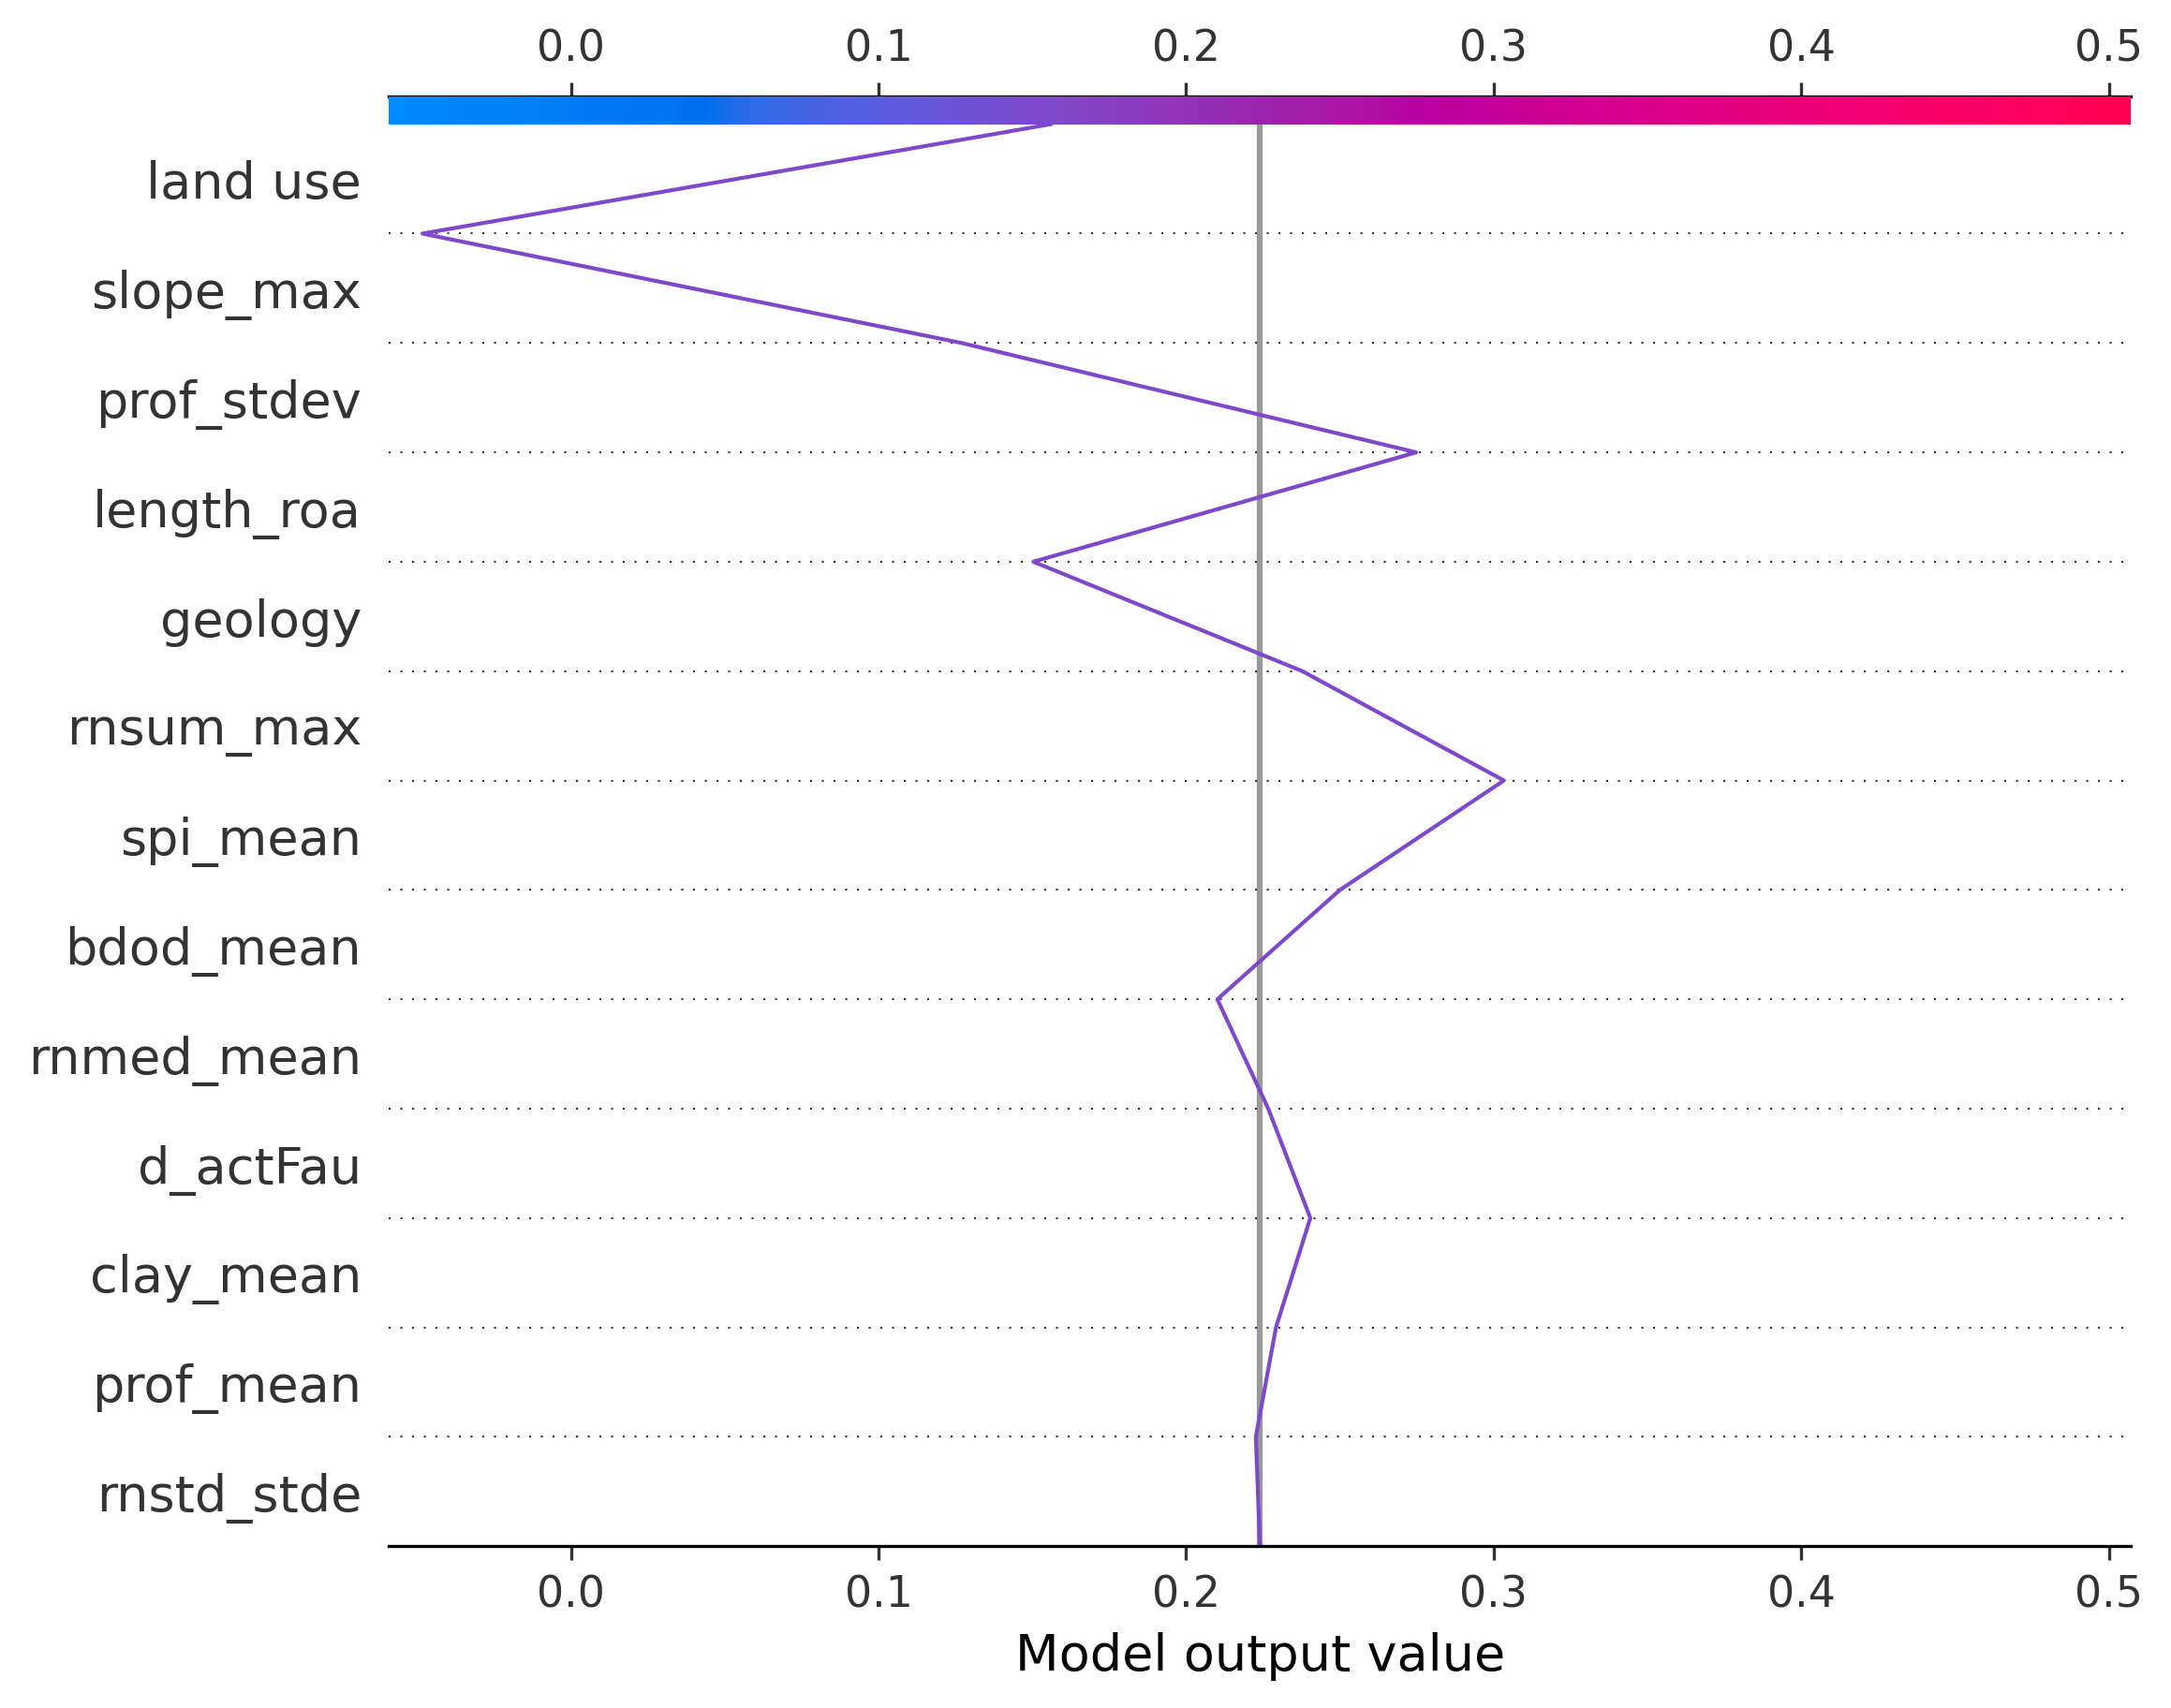 0.0 0.1 0.2 0.3 0.4 0.5
land use
slope_max
prof_stdev
length_roa
geology
rnsum_max
spi_mean
bdod_mean
rnmed_mean
d_actFau
clay_mean
prof_mean
rnstd_stde
0.0 0.1 0.2 0.3 0.4 0.5
Model output value